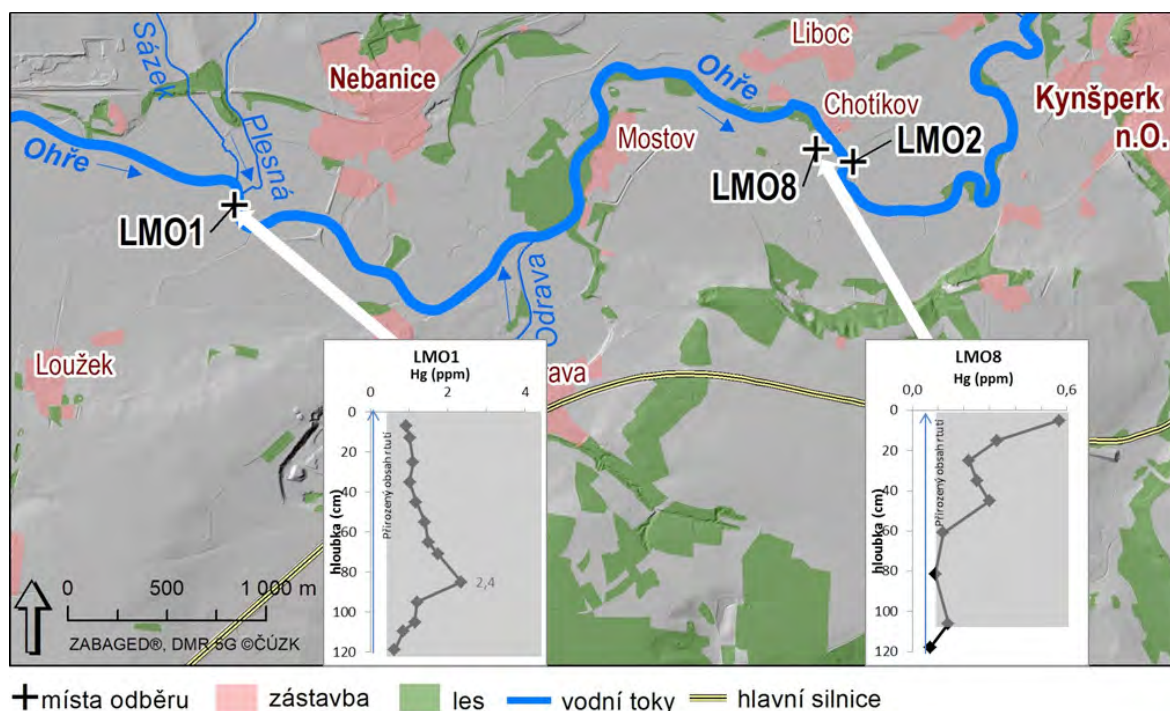 Sázek
Plesná
Nebanice
Liboc
Ohře
Chotíkov
Kynšperk
n.O.
Mostov
LMO2
LMO8
Ohře
LMO1
Odrava
Loužek
rava
LMO1
Hg (ppm)
0 2 4
hloubka (cm)
0
20
40
60
80
100
120
Přirozený obsah rtuti
2,4
LMO8
Hg (ppm)
0,0 0,6
hloubka (cm)
0
20
40
60
80
100
120
Přirozený obsah rtuti
0 500 1 000 m
ZABAGED®, DMR 5G ©ČÚZK
místa odběru zástavba les vodní toky hlavní silnice